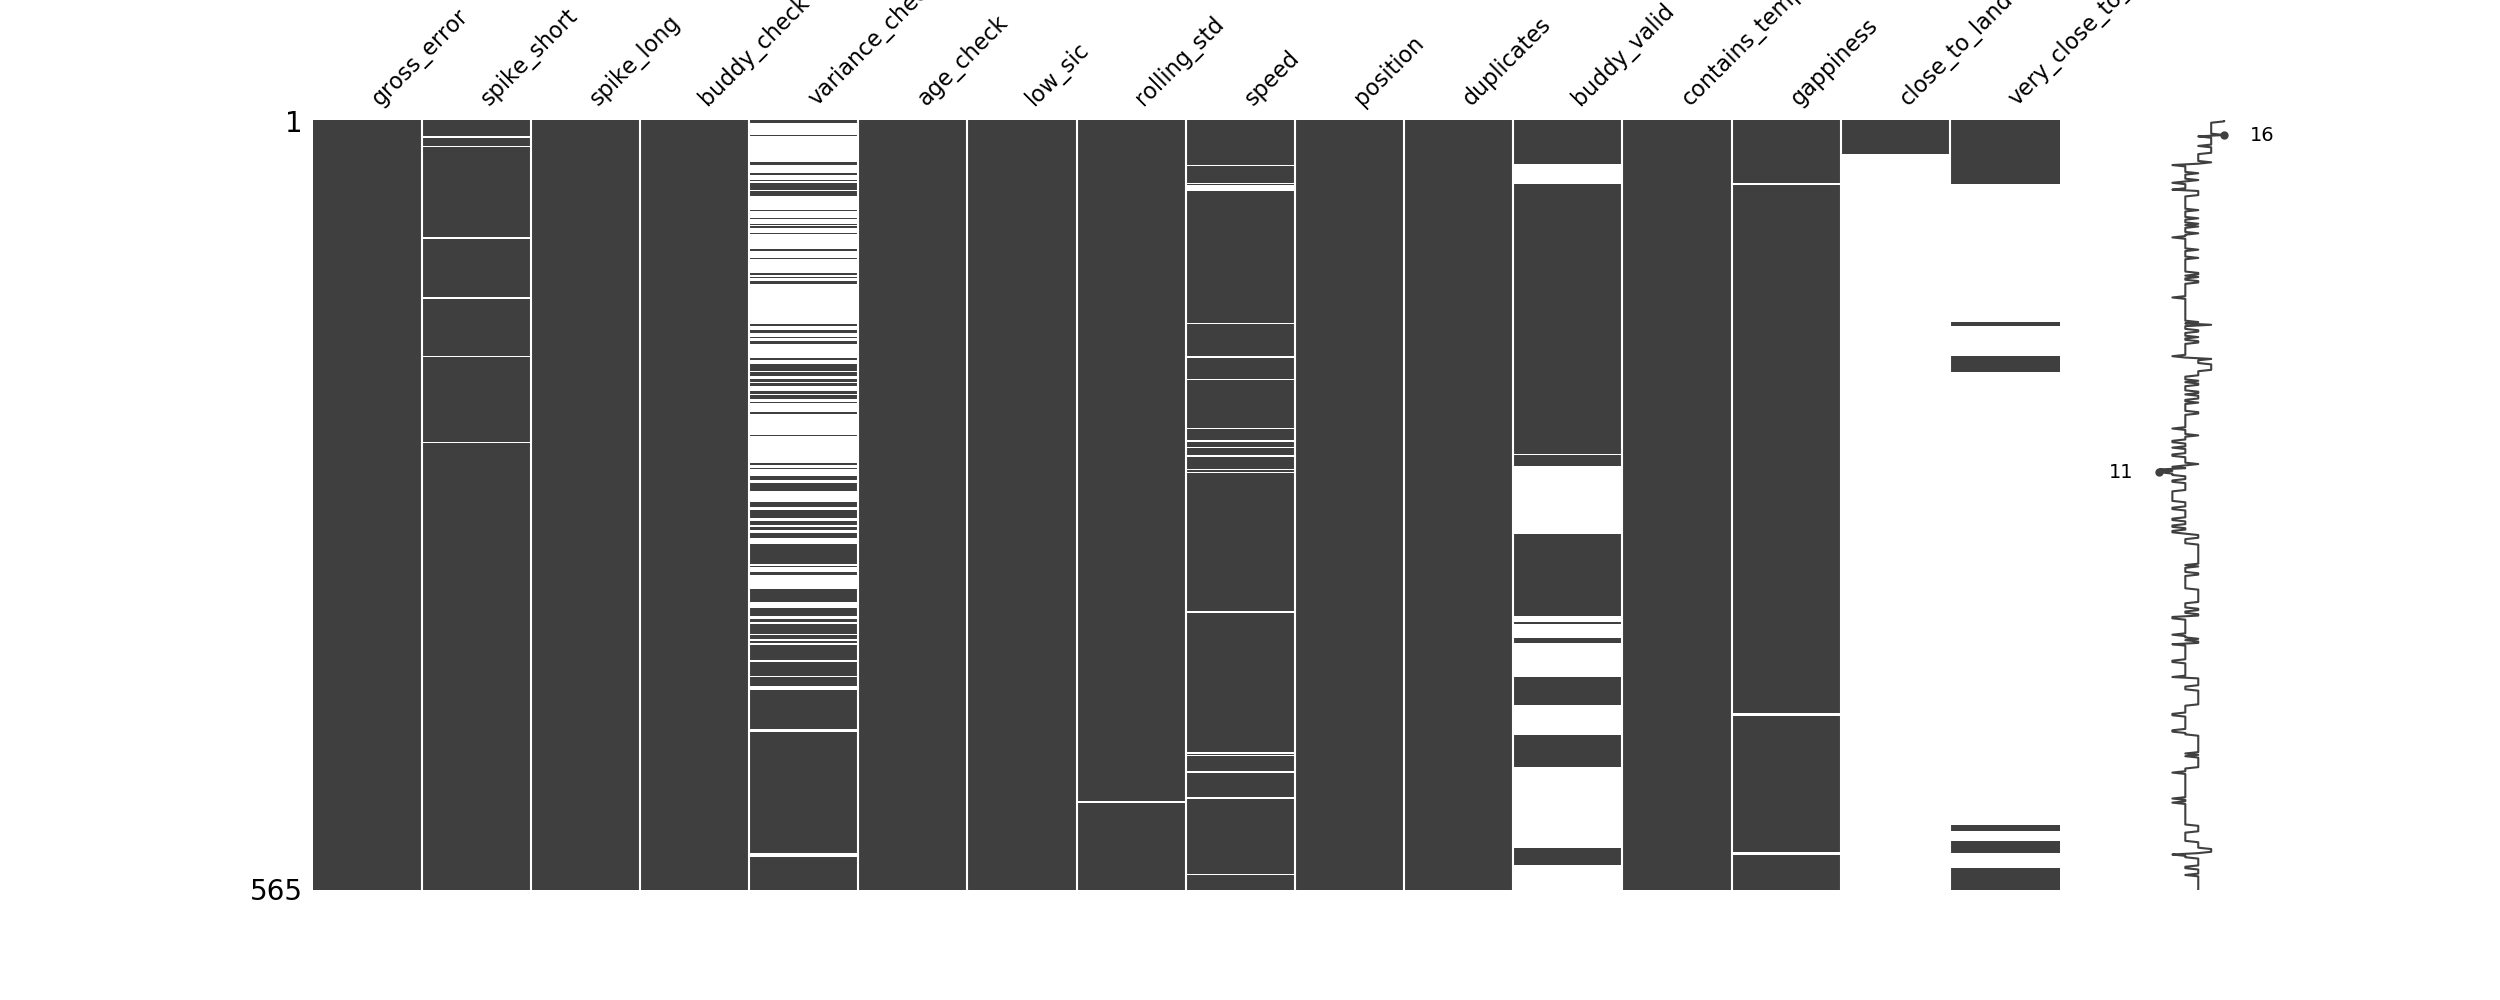 gross_error
spike_short
spike_long
buddy_check
variance_che
age_check
low_sic
rolling_std
speed
position
duplicates
buddy_valid
contains_temp
gappiness
close_to_land
very_close_to_
1
16
11
565